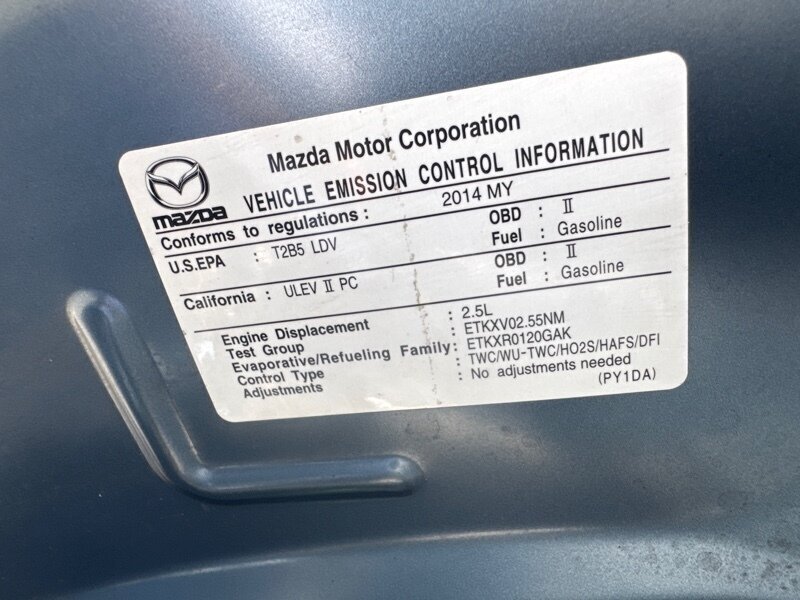 Mazda Motor Corporation
mazda
VEHICLE EMISSION CONTROL INFORMATION
Conforms to regulations : 2014 MY
U.S.EPA : T2B5 LDV OBD : II
Fuel : Gasoline
California : ULEV II PC OBD : II
Fuel : Gasoline
Engine Displacement : 2.5L
Test Group : ETKXV02.55NM
Evaporative/Refueling Family: ETKXR0120GAK
Control Type : TWC/WU-TWC/HO2S/HAFS/DFI
Adjustments : No adjustments needed
(PY1DA)